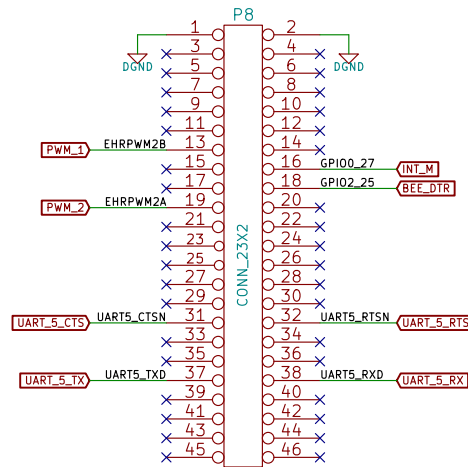 P8
1 2
3 4
DGND 5 6 DGND
7 8
9 10
11 12
PWM_1 EHRPWM2B 13 14
15 16 GPIO0_27 INT_M
17 18 GPIO2_25 BEE_DTR
PWM_2 EHRPWM2A 19 20
21 22
23 24
25 26
27 28
29 30
CONN_23X2
UART_5_CTS UART5_CTSN 31 32 UART5_RTSN UART_5_RTS
33 34
35 36
UART_5_TX UART5_TXD 37 38 UART5_RXD UART_5_RX
39 40
41 42
43 44
45 46